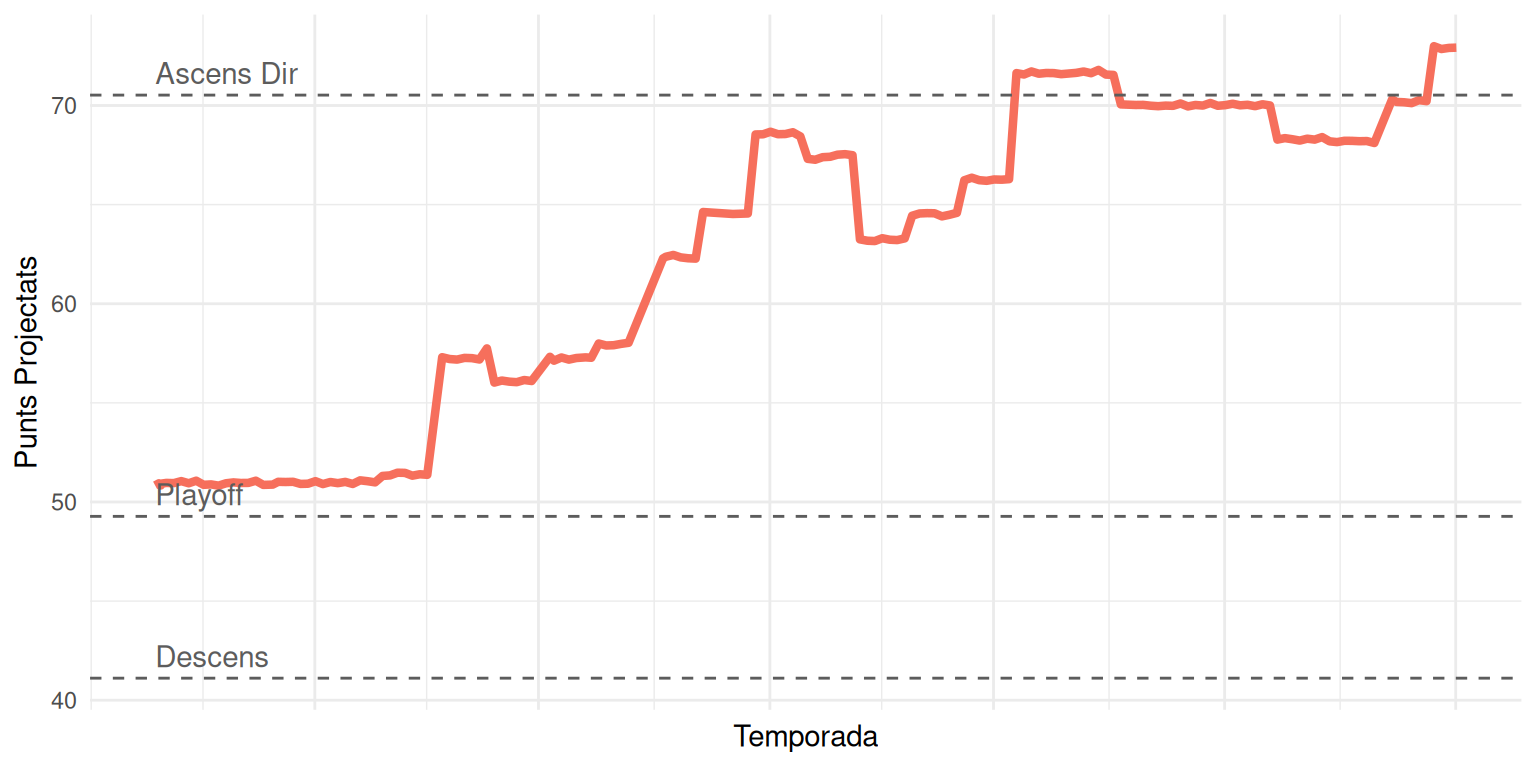 Ascens Dir
70
60
Punts Projectats
Playoff
50
Descens
40
Temporada